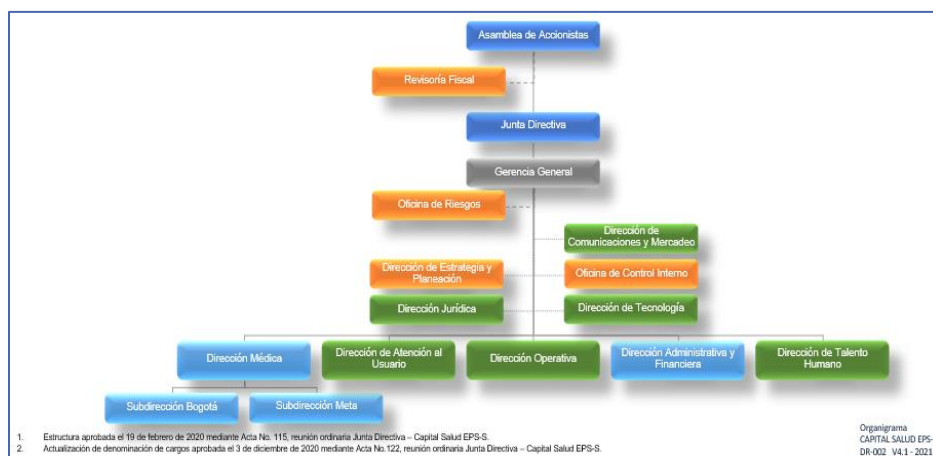 Asamblea de Accionistas
Revisoría Fiscal
Junta Directiva
Gerencia General
Oficina de Riesgos
Dirección de
Comunicaciones y Mercadeo
Dirección de Estrategia y
Planeación
Oficina de Control Interno
Dirección Jurídica
Dirección de Tecnología
Dirección Médica
Dirección de Atención al
Usuario
Dirección Operativa
Dirección Administrativa y
Financiera
Dirección de Talento
Humano
Subdirección Bogotá
Subdirección Meta
1. Estructura aprobada el 19 de febrero de 2020 mediante Acta No. 115, reunión ordinaria Junta Directiva – Capital Salud EPS-S.
2. Actualización de denominación de cargos aprobada el 3 de diciembre de 2020 mediante Acta No.122, reunión ordinaria Junta Directiva – Capital Salud EPS-S.
Organigrama
CAPITAL SALUD EPS-
DR-002 V4.1 - 2021